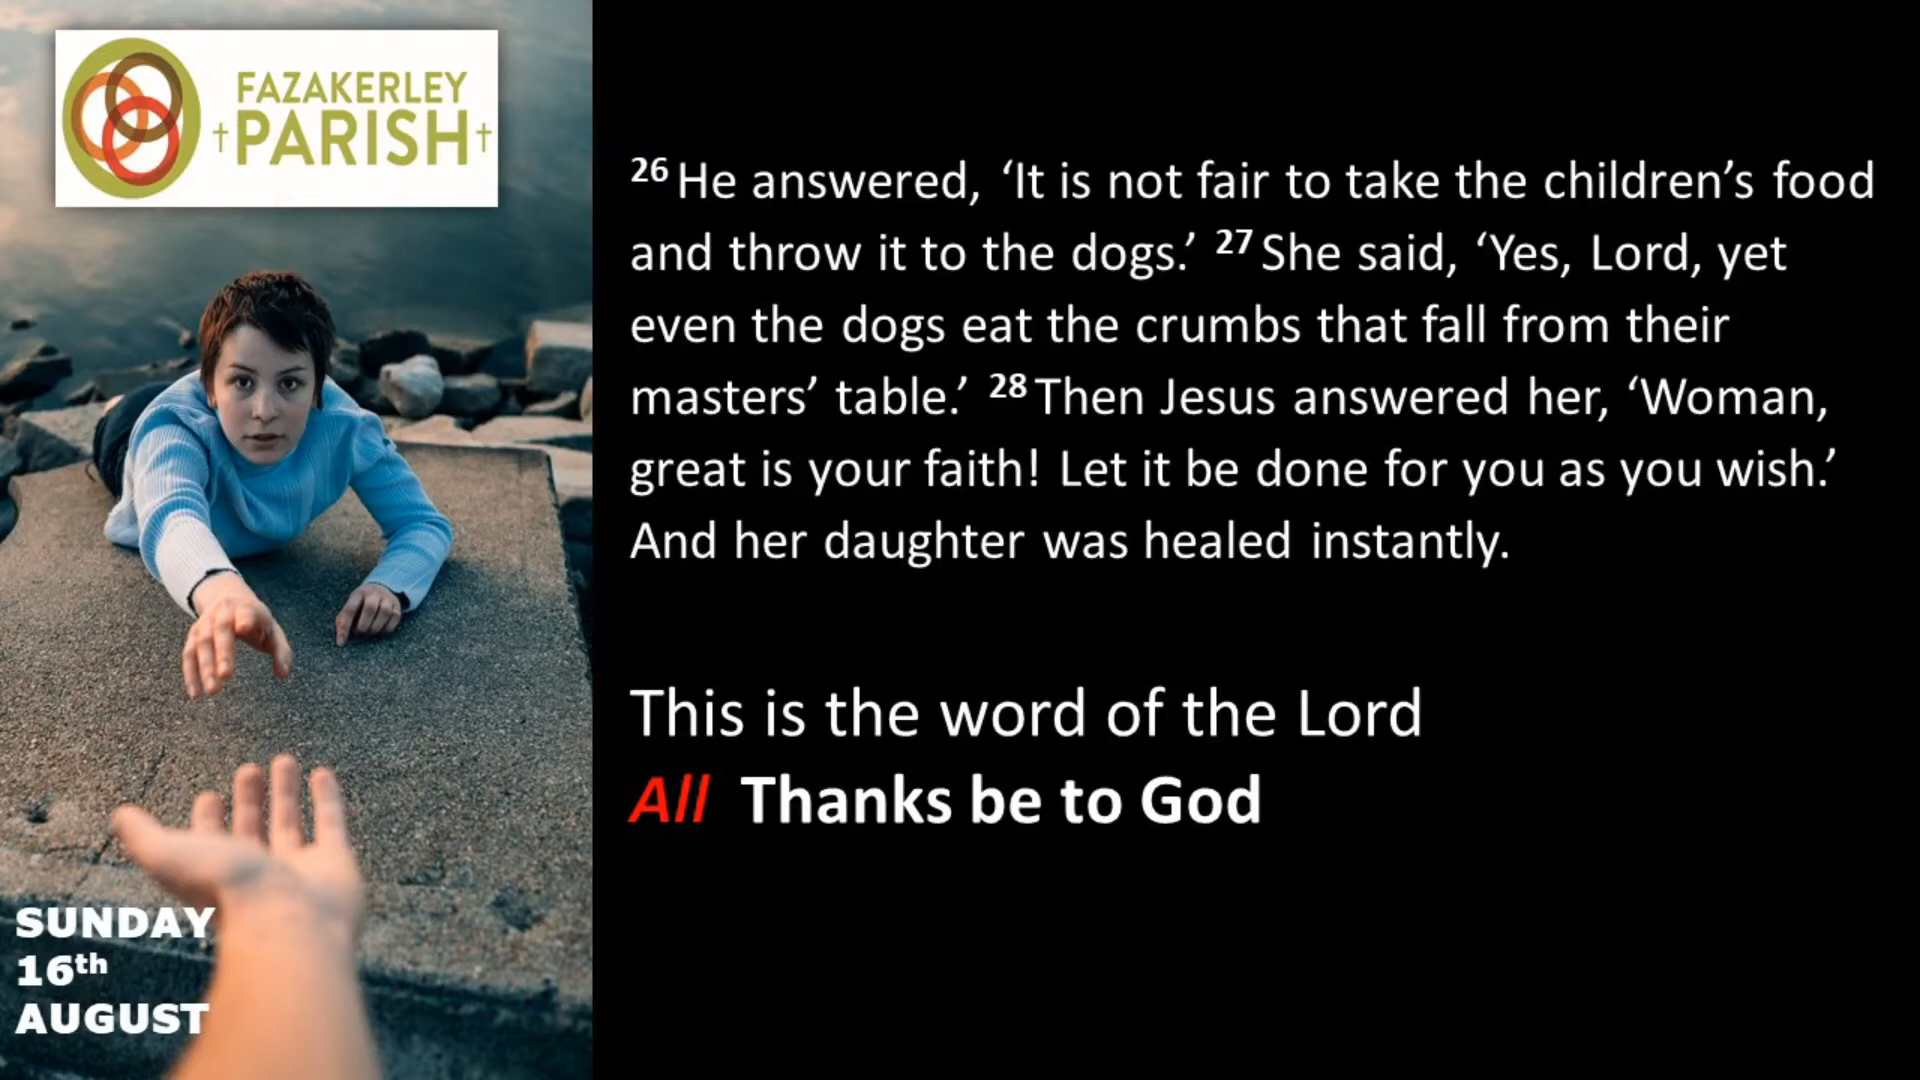 FAZAKERLEY
†PARISH†
26 He answered, ‘It is not fair to take the children’s food
and throw it to the dogs.’ 27 She said, ‘Yes, Lord, yet
even the dogs eat the crumbs that fall from their
masters’ table.’ 28 Then Jesus answered her, ‘Woman,
great is your faith! Let it be done for you as you wish.’
And her daughter was healed instantly.
This is the word of the Lord
All Thanks be to God
SUNDAY
16th
AUGUST